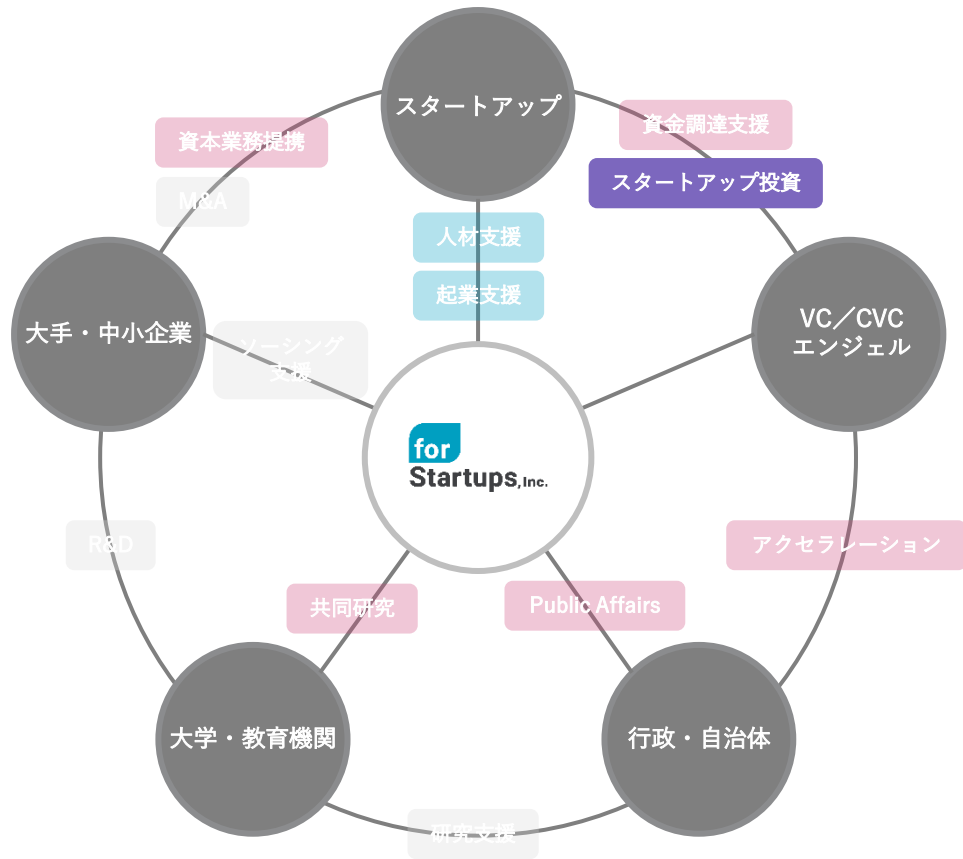 スタートアップ
資金調達支援
資本業務提携
スタートアップ投資
M&A
人材支援
起業支援
大手・中小企業
VC／CVC
エンジェル
ソーシング
支援
for
Startups,Inc.
R&D
アクセラレーション
共同研究
Public Affairs
大学・教育機関
行政・自治体
研究支援